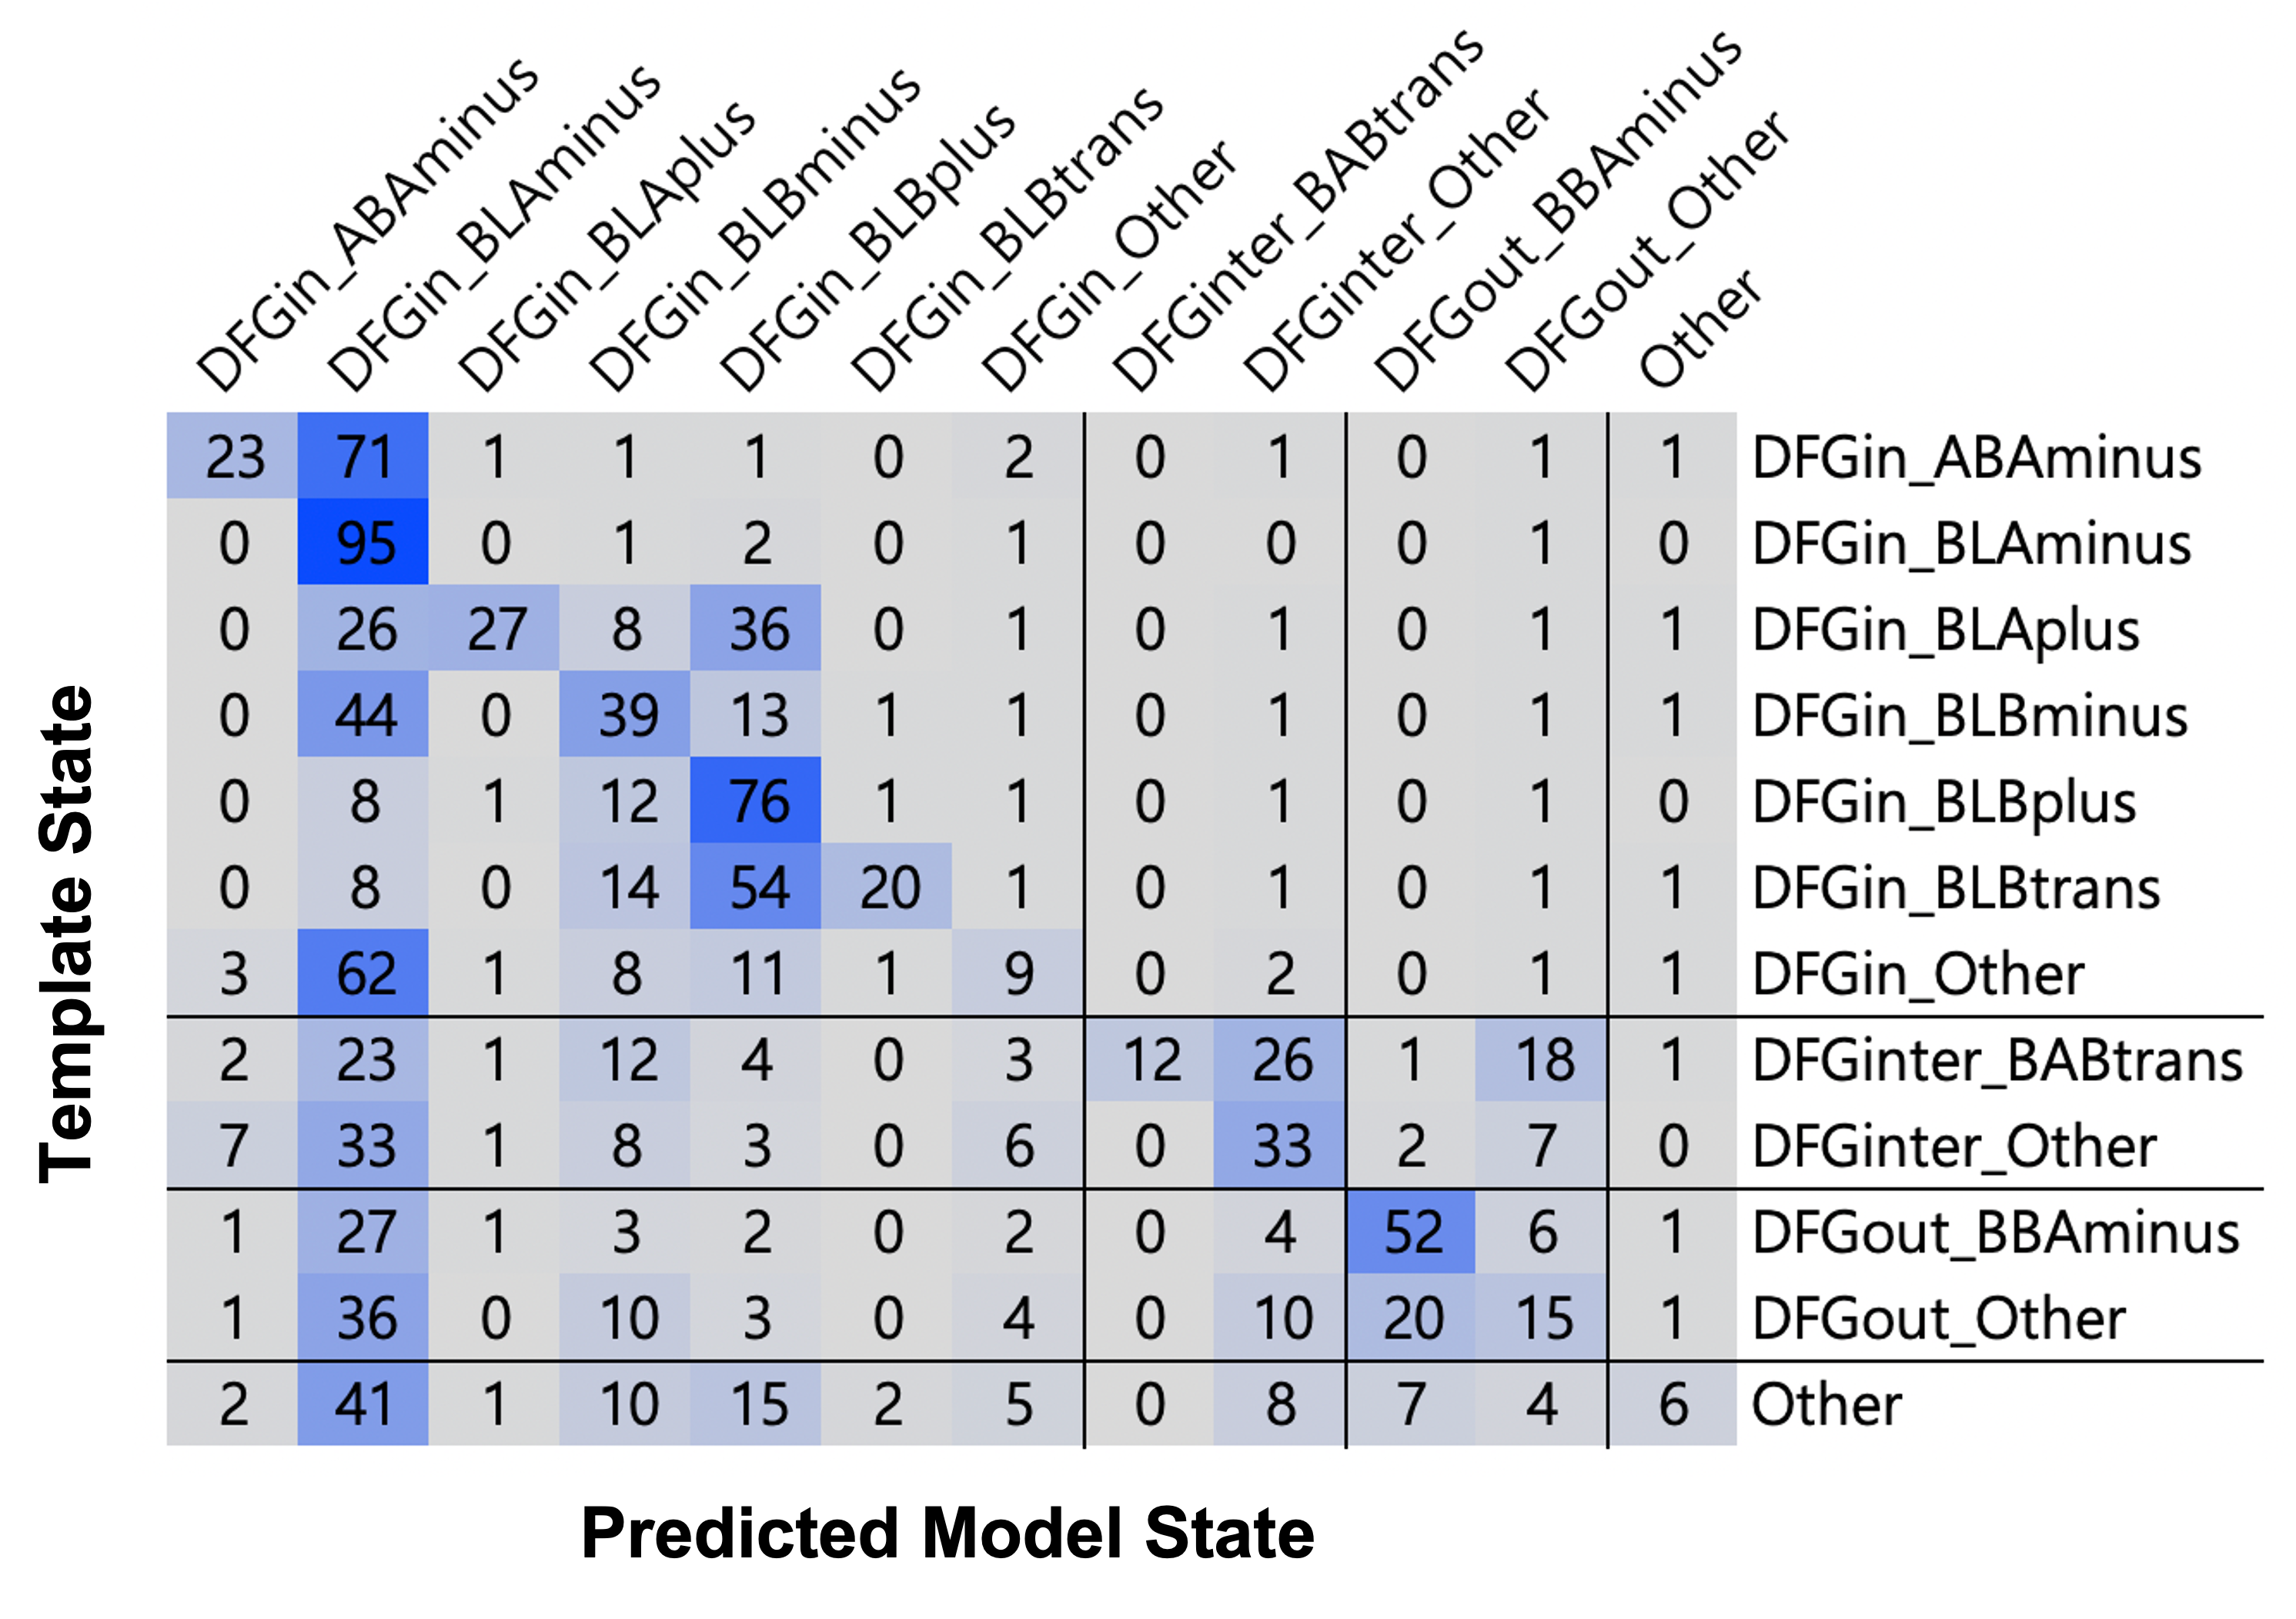 DFGin_ABAminus
DFGin_BLAminus
DFGin_BLAplus
DFGin_BLBminus
DFGin_BLBplus
DFGin_BLBtrans
DFGin_Other
DFGinter_BABtrans
DFGinter_Other
DFGout_BBAminus
DFGout_Other
Other
Template State
23 71 1 1 1 0 2 0 1 0 1 1 DFGin_ABAminus
0 95 0 1 2 0 1 0 0 0 1 0 DFGin_BLAminus
0 26 27 8 36 0 1 0 1 0 1 1 DFGin_BLAplus
0 44 0 39 13 1 1 0 1 0 1 1 DFGin_BLBminus
0 8 1 12 76 1 1 0 1 0 1 0 DFGin_BLBplus
0 8 0 14 54 20 1 0 1 0 1 1 DFGin_BLBtrans
3 62 1 8 11 1 9 0 2 0 1 1 DFGin_Other
2 23 1 12 4 0 3 12 26 1 18 1 DFGinter_BABtrans
7 33 1 8 3 0 6 0 33 2 7 0 DFGinter_Other
1 27 1 3 2 0 2 0 4 52 6 1 DFGout_BBAminus
1 36 0 10 3 0 4 0 10 20 15 1 DFGout_Other
2 41 1 10 15 2 5 0 8 7 4 6 Other
Predicted Model State